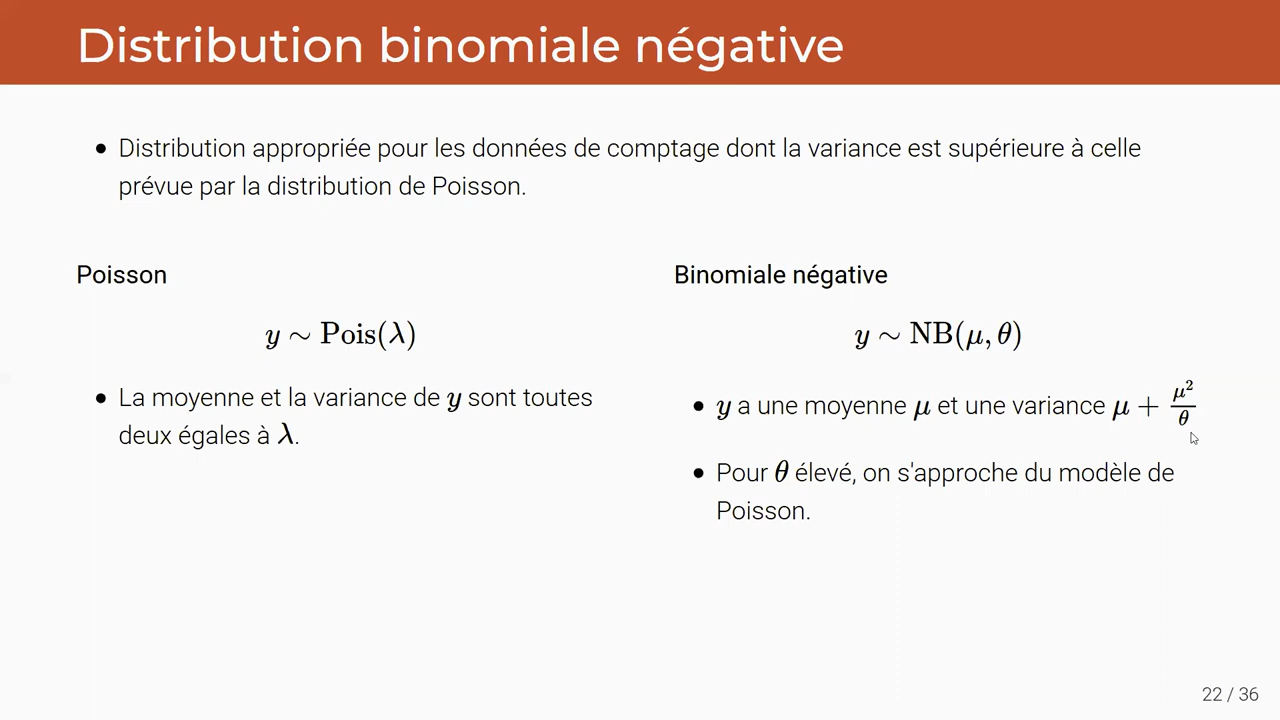 Distribution binomiale négative
• Distribution appropriée pour les données de comptage dont la variance est supérieure à celle
prévue par la distribution de Poisson.
Poisson
y ∼ Pois(λ)
• La moyenne et la variance de y sont toutes
deux égales à λ.
Binomiale négative
y ∼ NB(μ, θ)
• y a une moyenne μ et une variance μ + μ²/θ
• Pour θ élevé, on s'approche du modèle de
Poisson.
22 / 36